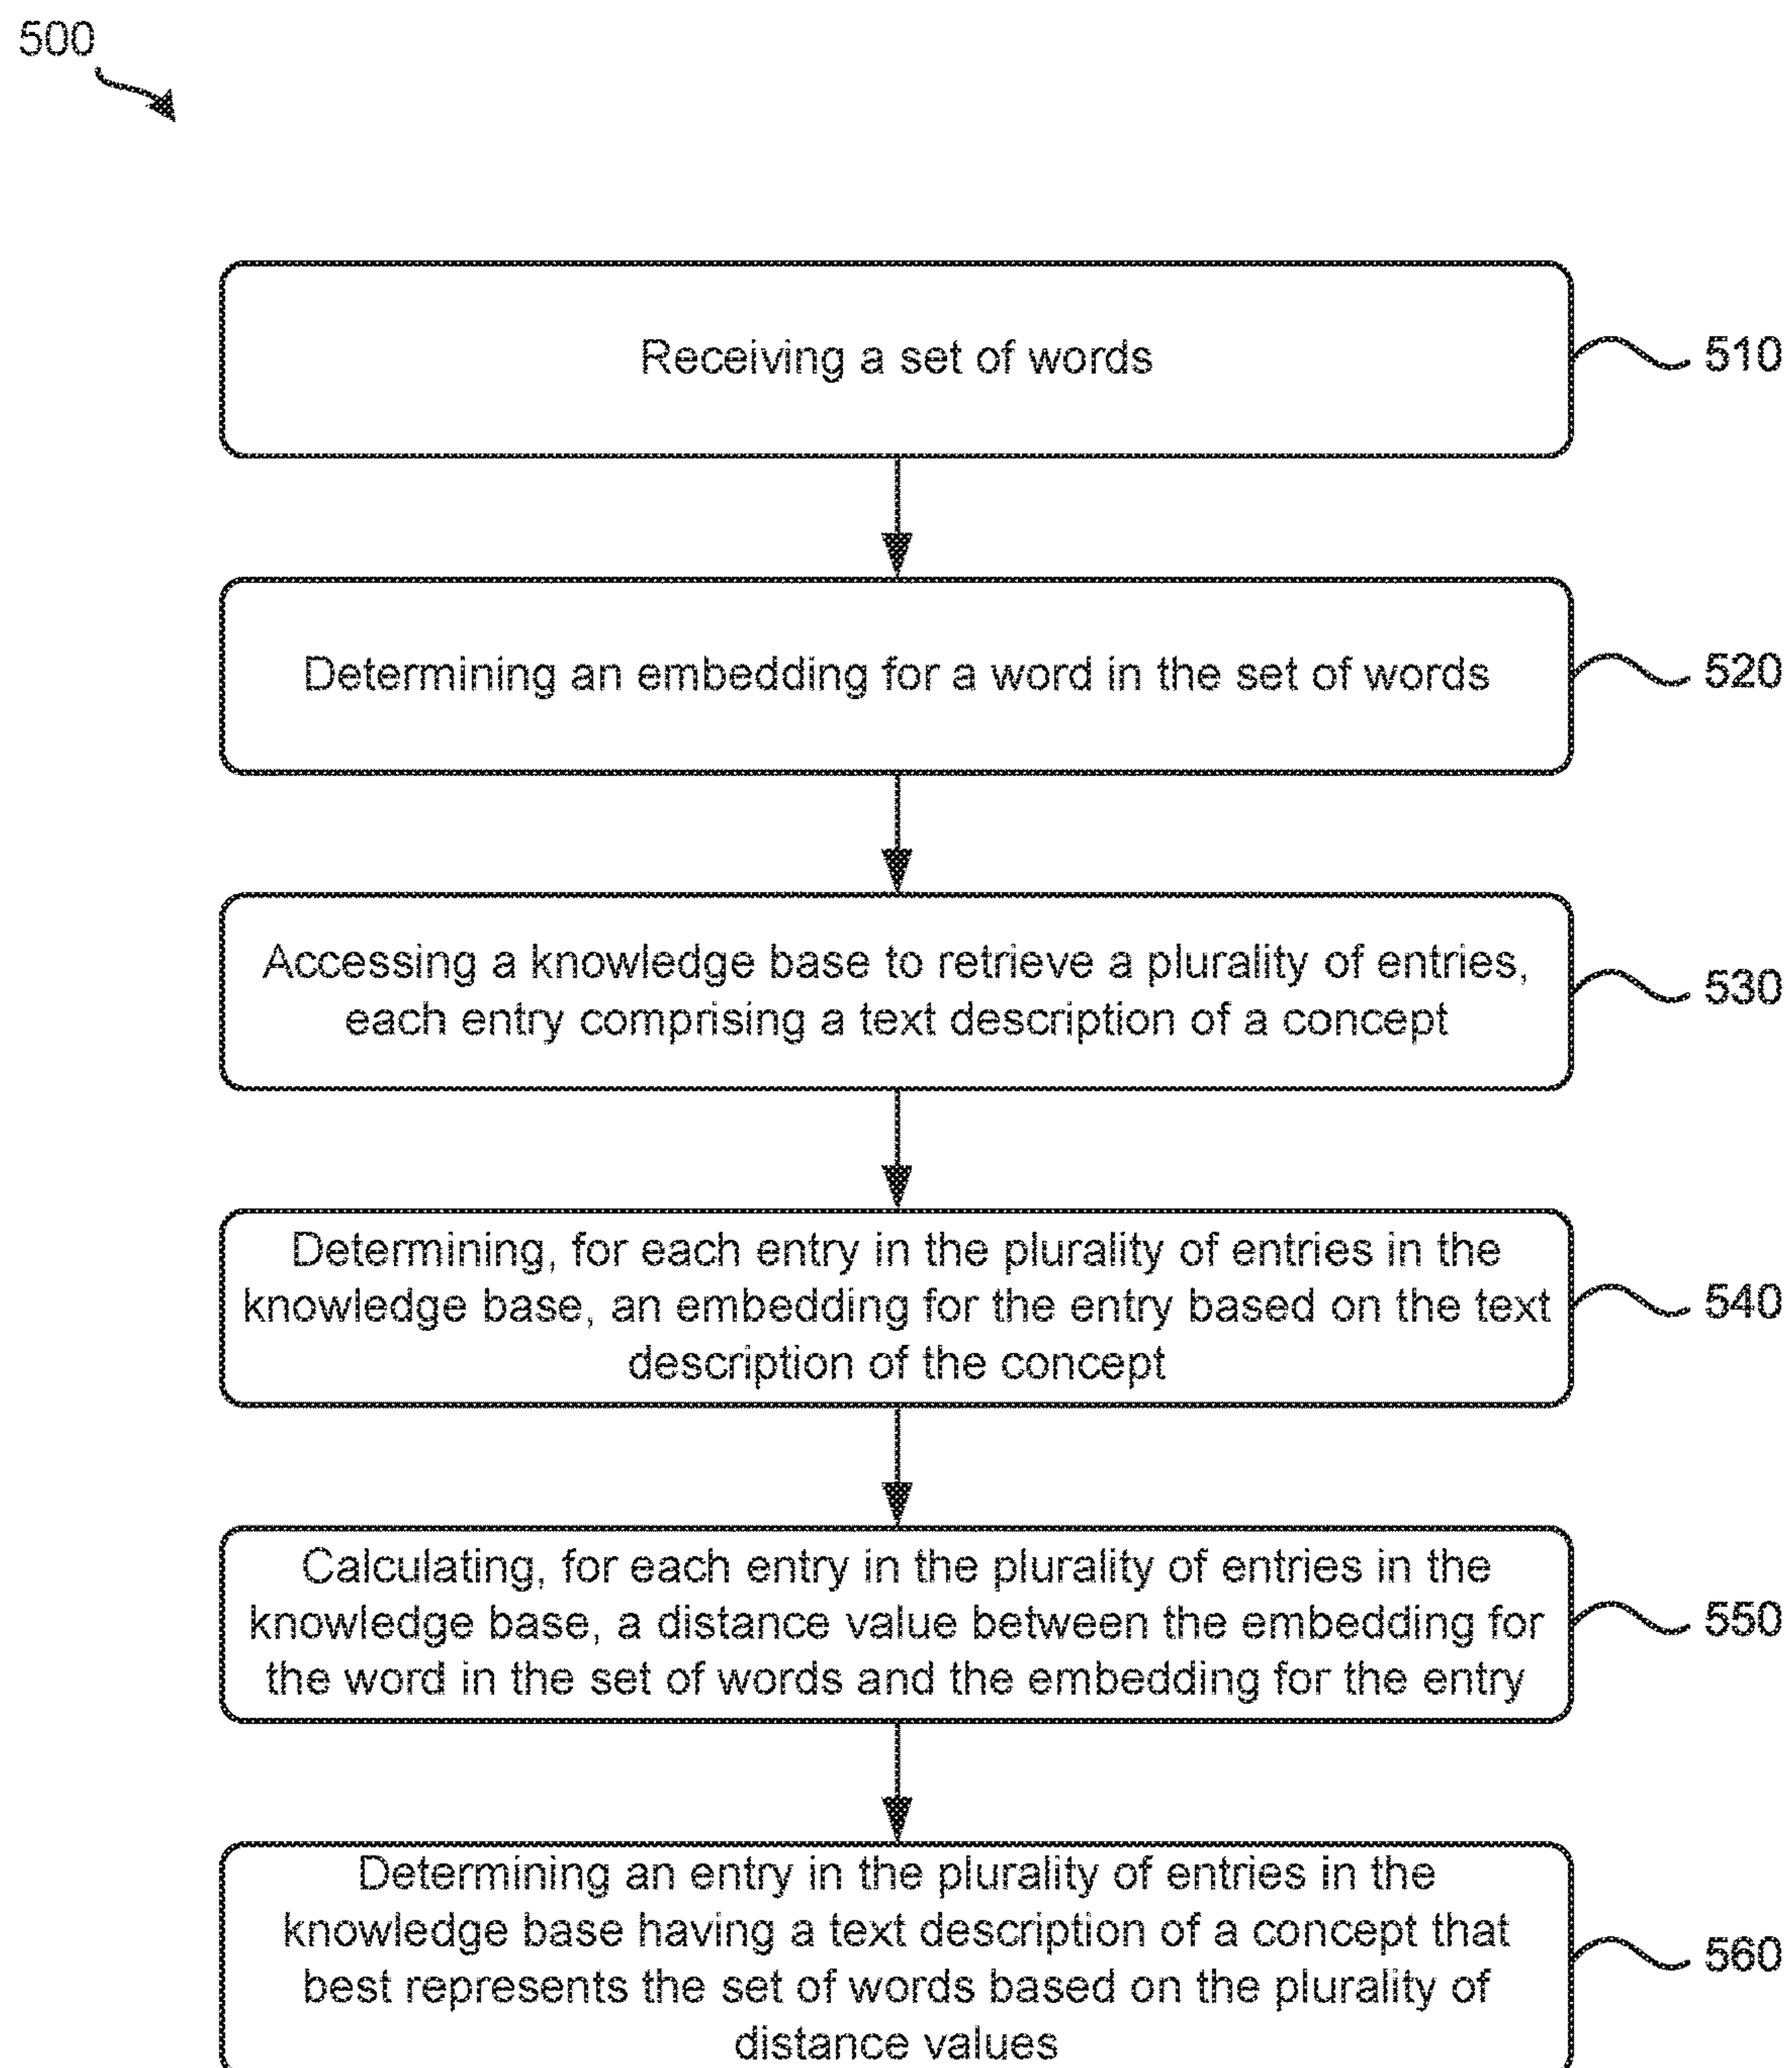 500
Receiving a set of words
510
Determining an embedding for a word in the set of words
520
Accessing a knowledge base to retrieve a plurality of entries,
each entry comprising a text description of a concept
530
Determining, for each entry in the plurality of entries in the
knowledge base, an embedding for the entry based on the text
description of the concept
540
Calculating, for each entry in the plurality of entries in the
knowledge base, a distance value between the embedding for
the word in the set of words and the embedding for the entry
550
Determining an entry in the plurality of entries in the
knowledge base having a text description of a concept that
best represents the set of words based on the plurality of
distance values
560